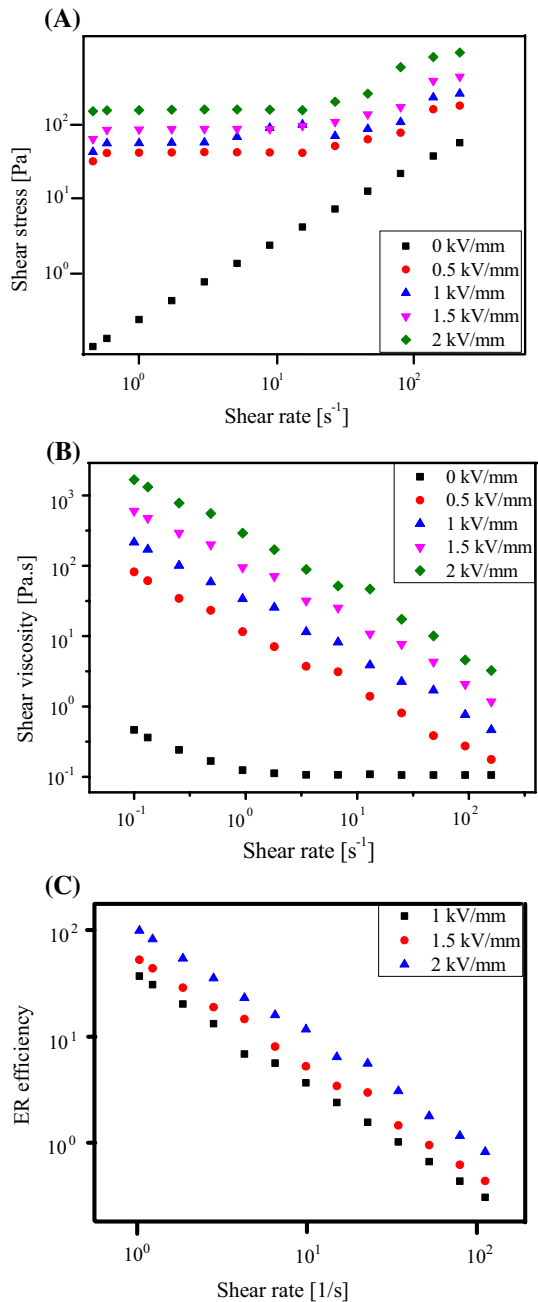 (A)
Shear stress [Pa]
10²
10¹
10⁰
0 kV/mm
0.5 kV/mm
1 kV/mm
1.5 kV/mm
2 kV/mm
10⁰ 10¹ 10²
Shear rate [s⁻¹]
(B)
Shear viscosity [Pa.s]
10³
10²
10¹
10⁰
10⁻¹
0 kV/mm
0.5 kV/mm
1 kV/mm
1.5 kV/mm
2 kV/mm
10⁻¹ 10⁰ 10¹ 10²
Shear rate [s⁻¹]
(C)
ER efficiency
10²
10¹
10⁰
1 kV/mm
1.5 kV/mm
2 kV/mm
10⁰ 10¹ 10²
Shear rate [1/s]